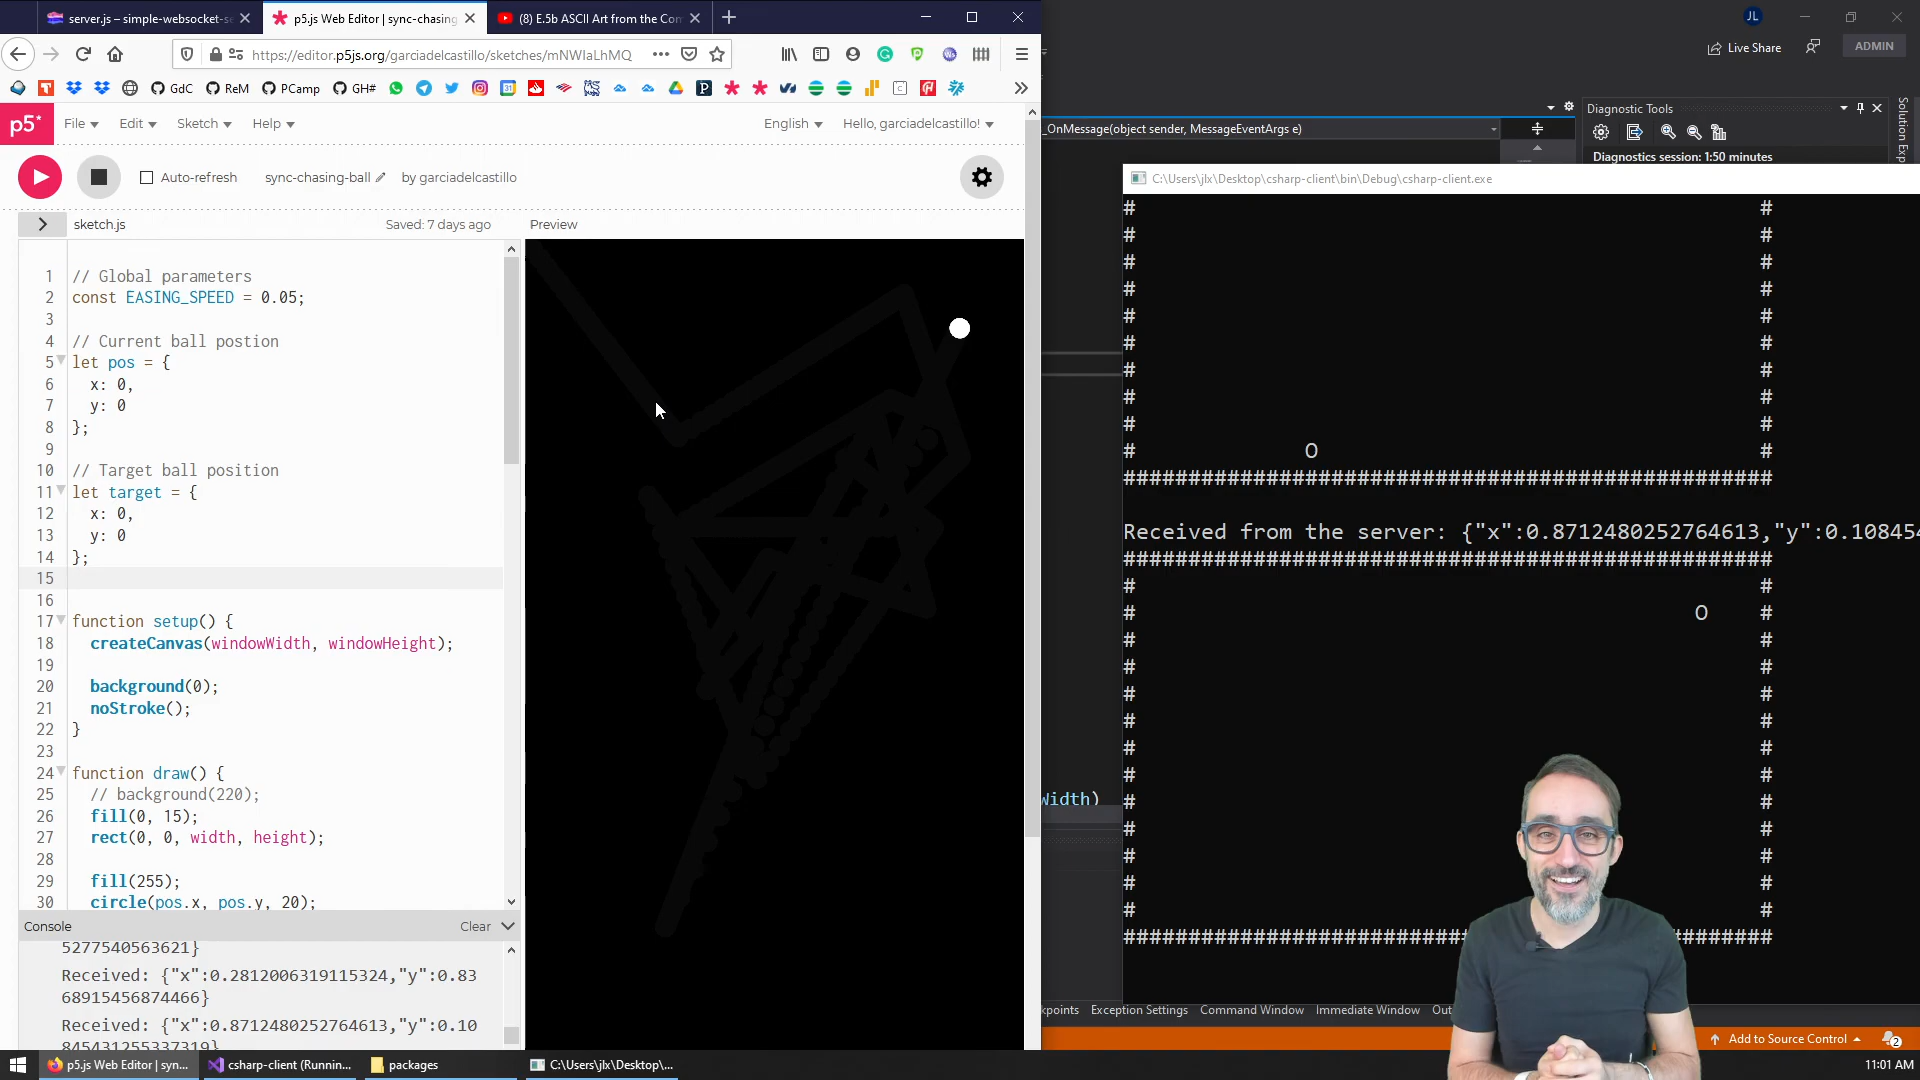 server.js – simple-websocket-se
p5.js Web Editor | sync-chasing
(8) E.5b ASCII Art from the Con
https://editor.p5js.org/garciadelcastillo/sketches/mNWIaLhMQ
GdC
ReM
PCamp
GH#
p5*
File
Edit
Sketch
Help
English
Hello, garciadelcastillo!
Auto-refresh
sync-chasing-ball
by garciadelcastillo
sketch.js
Saved: 7 days ago
Preview
1 // Global parameters
2 const EASING_SPEED = 0.05;
3
4 // Current ball postion
5 let pos = {
6 x: 0,
7 y: 0
8 };
9
10 // Target ball position
11 let target = {
12 x: 0,
13 y: 0
14 };
15
16
17 function setup() {
18 createCanvas(windowWidth, windowHeight);
19
20 background(0);
21 noStroke();
22 }
23
24 function draw() {
25 // background(220);
26 fill(0, 15);
27 rect(0, 0, width, height);
28
29 fill(255);
30 circle(pos.x, pos.y, 20);
Console
Clear
5277540563621}
Received: {"x":0.2812006319115324,"y":0.83
68915456874466}
Received: {"x":0.8712480252764613,"y":0.10
845431255337319}
JL
Live Share
ADMIN
_OnMessage(object sender, MessageEventArgs e)
Diagnostic Tools
Diagnostics session: 1:50 minutes
Solution Exp
C:\Users\jlx\Desktop\csharp-client\bin\Debug\csharp-client.exe
# #
# #
# #
# #
# #
# #
# #
# #
# #
# O #
##################################################
Received from the server: {"x":0.8712480252764613,"y":0.10845
##################################################
# #
# O #
# #
# #
# #
# #
# #
# #
# #
# #
# #
# #
# #
##################################################
Width)
kpoints
Exception Settings
Command Window
Immediate Window
Out
Add to Source Control
2
p5.js Web Editor | syn...
csharp-client (Runnin...
packages
C:\Users\jlx\Desktop\...
11:01 AM